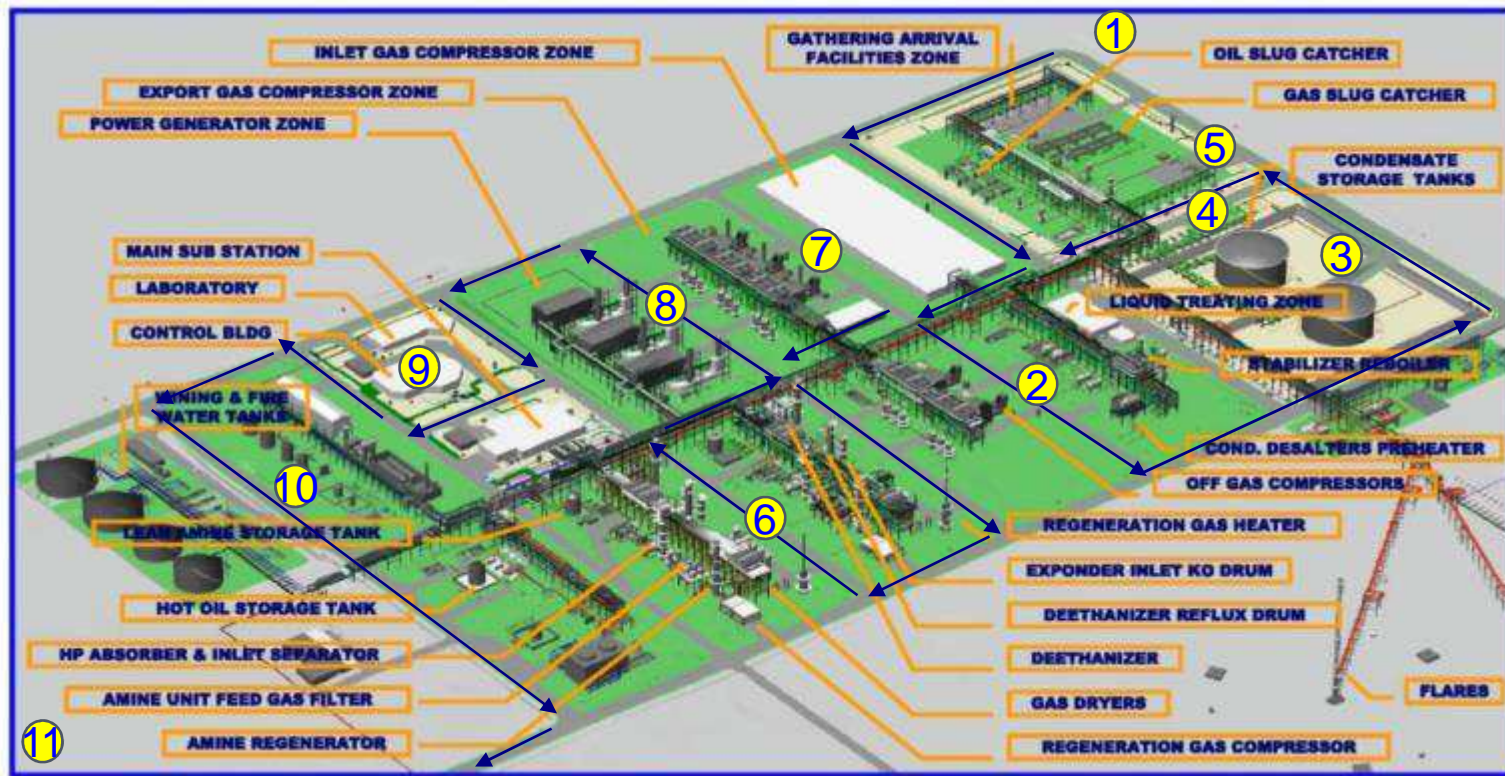 INLET GAS COMPRESSOR ZONE
EXPORT GAS COMPRESSOR ZONE
POWER GENERATOR ZONE
GATHERING ARRIVAL
FACILITIES ZONE
1
OIL SLUG CATCHER
GAS SLUG CATCHER
5
CONDENSATE
STORAGE TANKS
4
3
7
8
MAIN SUB STATION
LABORATORY
CONTROL BLDG
9
LIQUID TREATING ZONE
STABILIZER REBOILER
2
& FIRE
WATER TANKS
COND. DESALTERS PREHEATER
OFF GAS COMPRESSORS
10
6
LEAN AMINE STORAGE TANK
REGENERATION GAS HEATER
EXPONDER INLET KO DRUM
HOT OIL STORAGE TANK
DEETHANIZER REFLUX DRUM
HP ABSORBER & INLET SEPARATOR
DEETHANIZER
AMINE UNIT FEED GAS FILTER
GAS DRYERS
FLARES
11
AMINE REGENERATOR
REGENERATION GAS COMPRESSOR